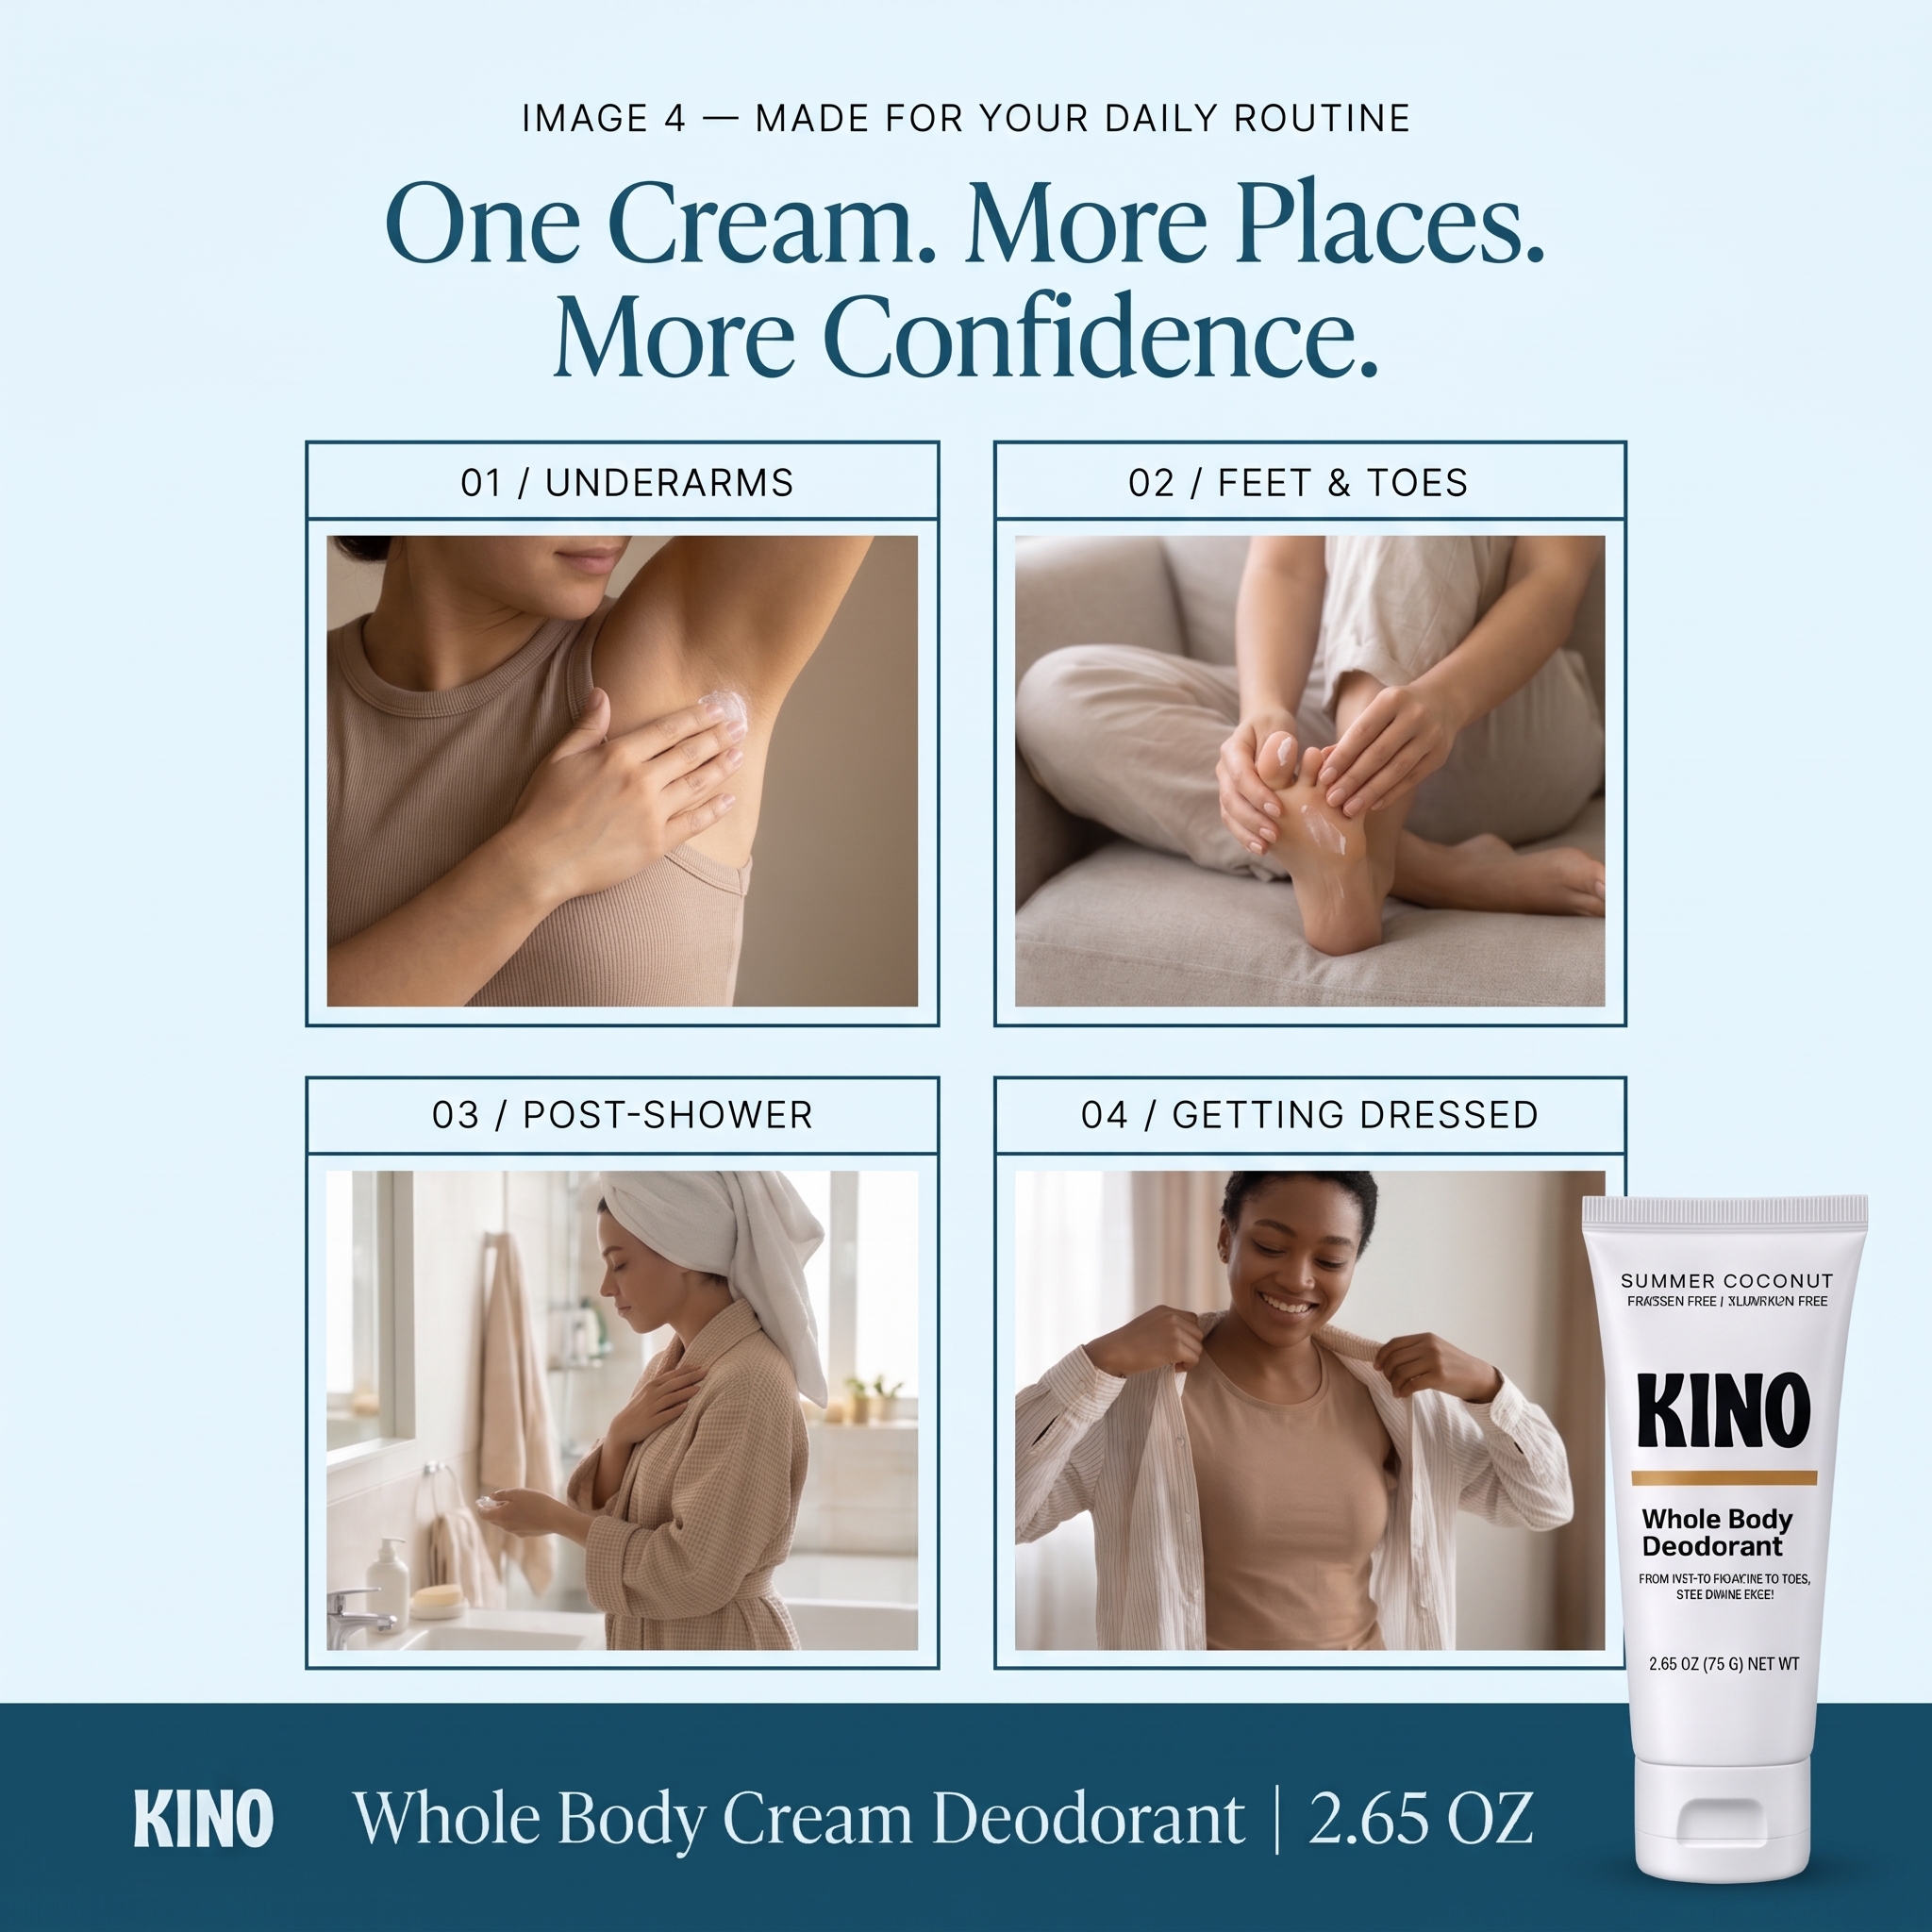 IMAGE 4 — MADE FOR YOUR DAILY ROUTINE
One Cream. More Places.
More Confidence.
01 / UNDERARMS
02 / FEET & TOES
03 / POST-SHOWER
04 / GETTING DRESSED
SUMMER COCONUT
FREE / FREE
KINO
Whole Body
Deodorant
FROM TO TOES,
2.65 OZ (75 G) NET WT
KINO Whole Body Cream Deodorant | 2.65 OZ